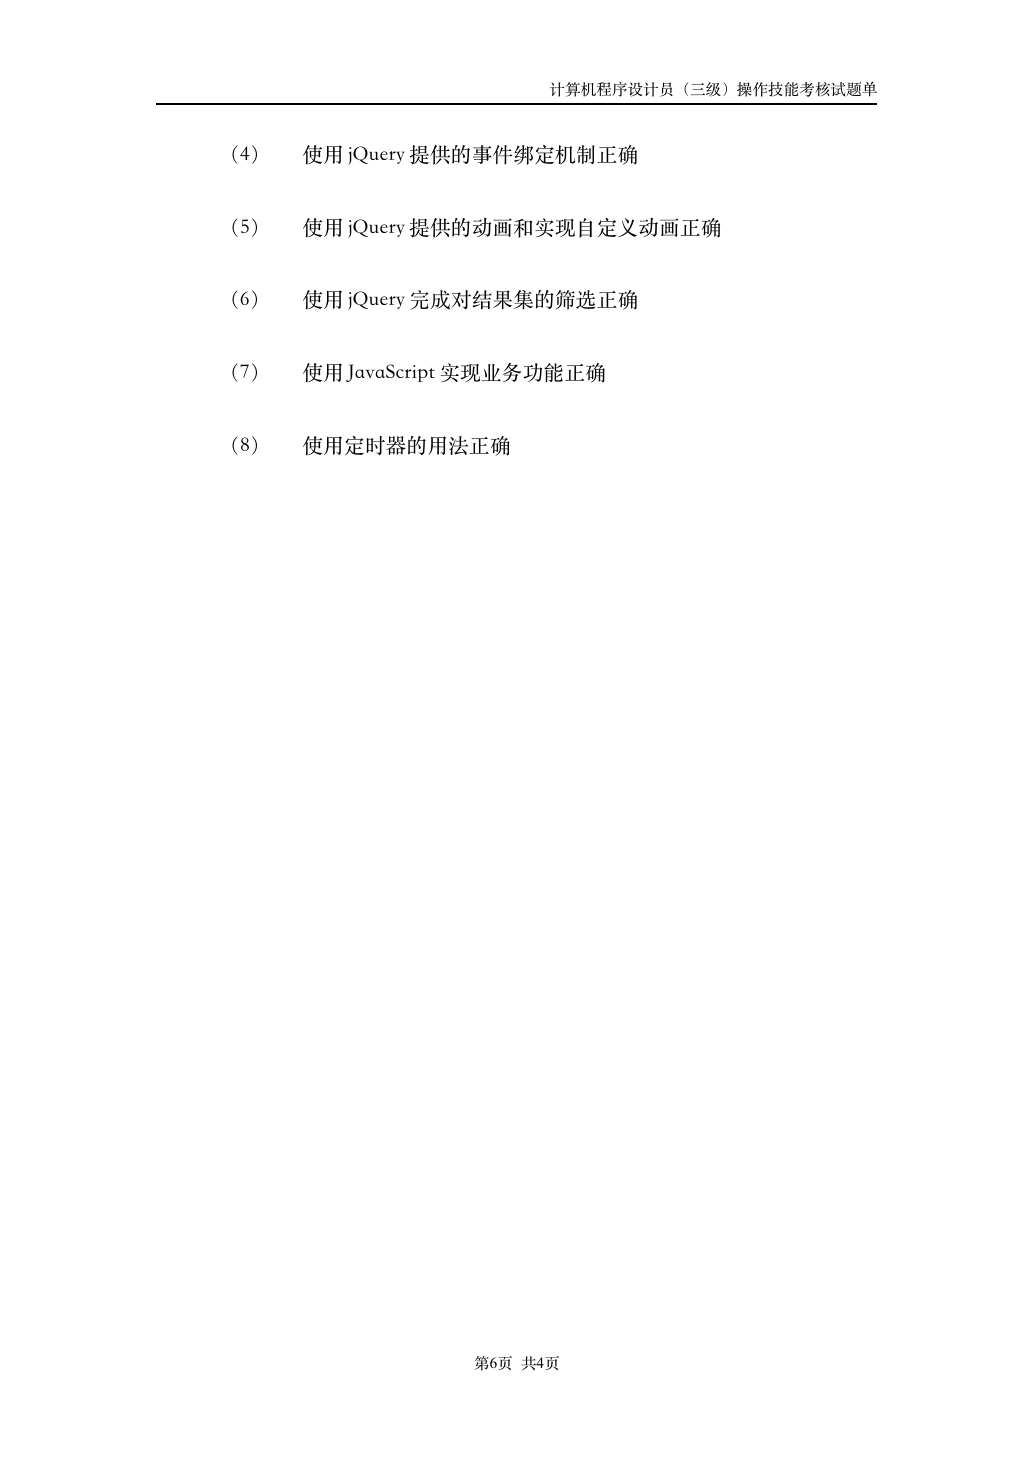 计算机程序设计员（三级）操作技能考核试题单
（4） 使用 jQuery 提供的事件绑定机制正确
（5） 使用 jQuery 提供的动画和实现自定义动画正确
（6） 使用 jQuery 完成对结果集的筛选正确
（7） 使用 JavaScript 实现业务功能正确
（8） 使用定时器的用法正确
第6页 共4页